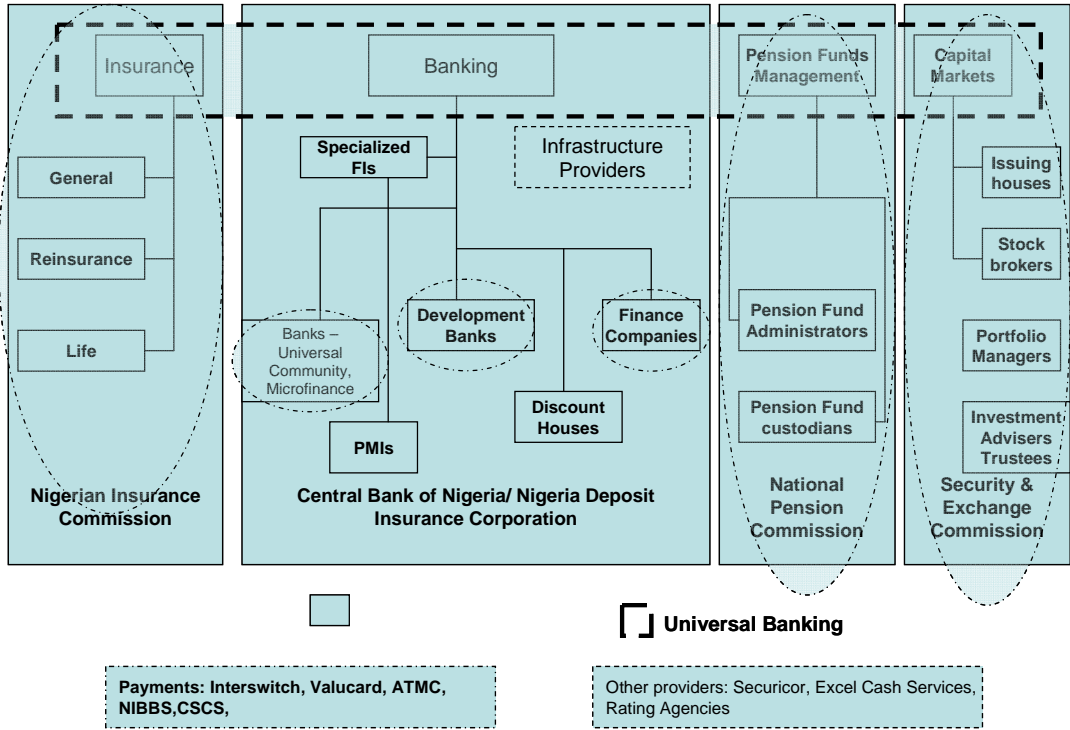 Insurance
Banking
Pension Funds
Management
Capital
Markets
General
Reinsurance
Life
Nigerian Insurance
Commission
Specialized
FIs
Infrastructure
Providers
Banks –
Universal
Community,
Microfinance
Development
Banks
Finance
Companies
PMIs
Discount
Houses
Central Bank of Nigeria/ Nigeria Deposit
Insurance Corporation
Pension Fund
Administrators
Pension Fund
custodians
National
Pension
Commission
Issuing
houses
Stock
brokers
Portfolio
Managers
Investment
Advisers
Trustees
Security &
Exchange
Commission
Universal Banking
Payments: Interswitch, Valucard, ATMC,
NIBBS,CSCS,
Other providers: Securicor, Excel Cash Services,
Rating Agencies